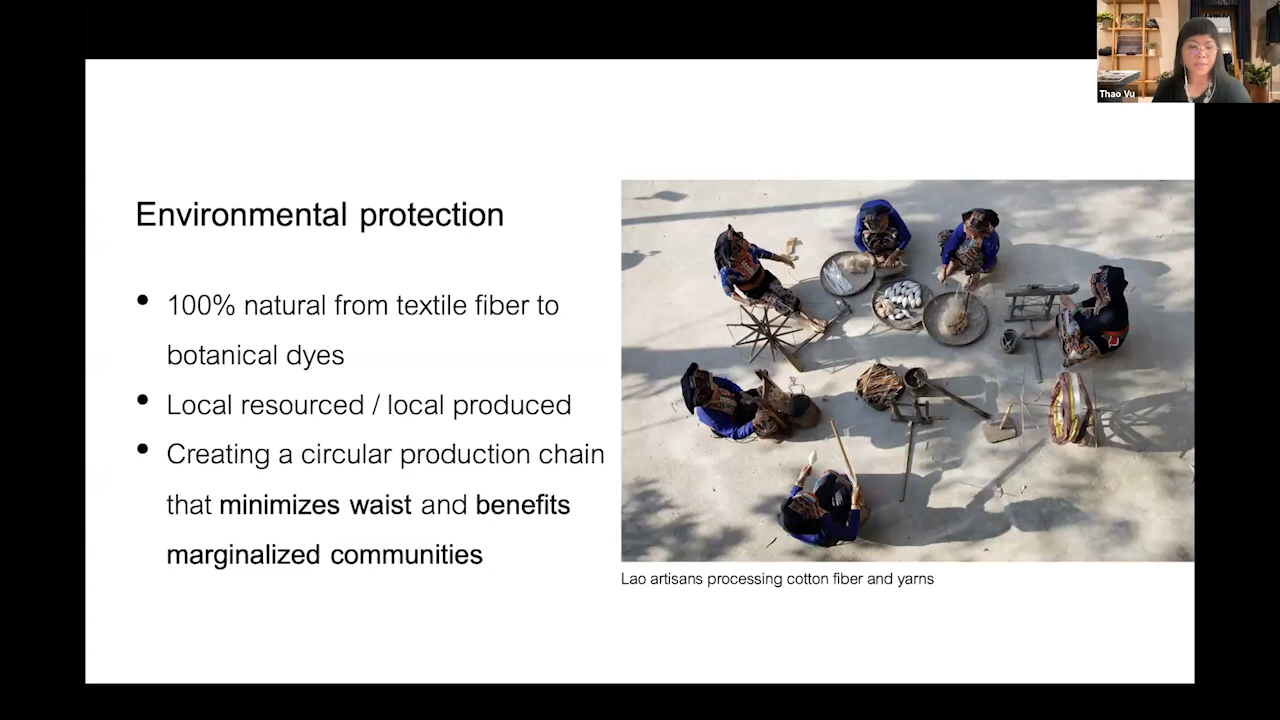 Thao Vu
Environmental protection
• 100% natural from textile fiber to
botanical dyes
• Local resourced / local produced
• Creating a circular production chain
that minimizes waist and benefits
marginalized communities
Lao artisans processing cotton fiber and yarns